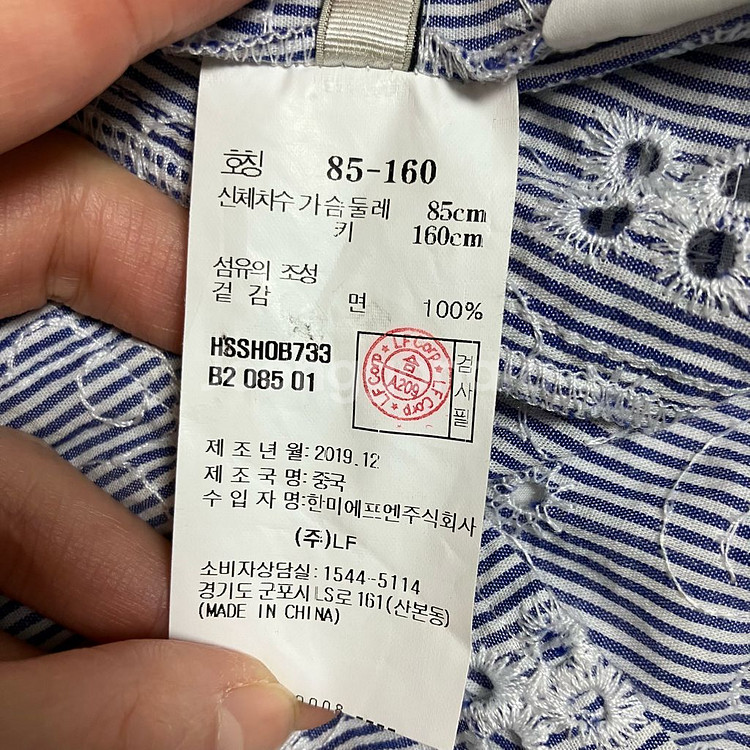 호칭 85-160
신체치수 가슴둘레 85cm
키 160cm
섬유의 조성
겉감 면 100%
HSSHOB733
B2 085 01
LF Corp ★ LF Corp ★ LF Corp ★
合
A209
검사필
제조년월: 2019.12
제조국명: 중국
수입자명: 한미에프엔주식회사
(주)LF
소비자상담실: 1544-5114
경기도 군포시 LS로 161(산본동)
(MADE IN CHINA)